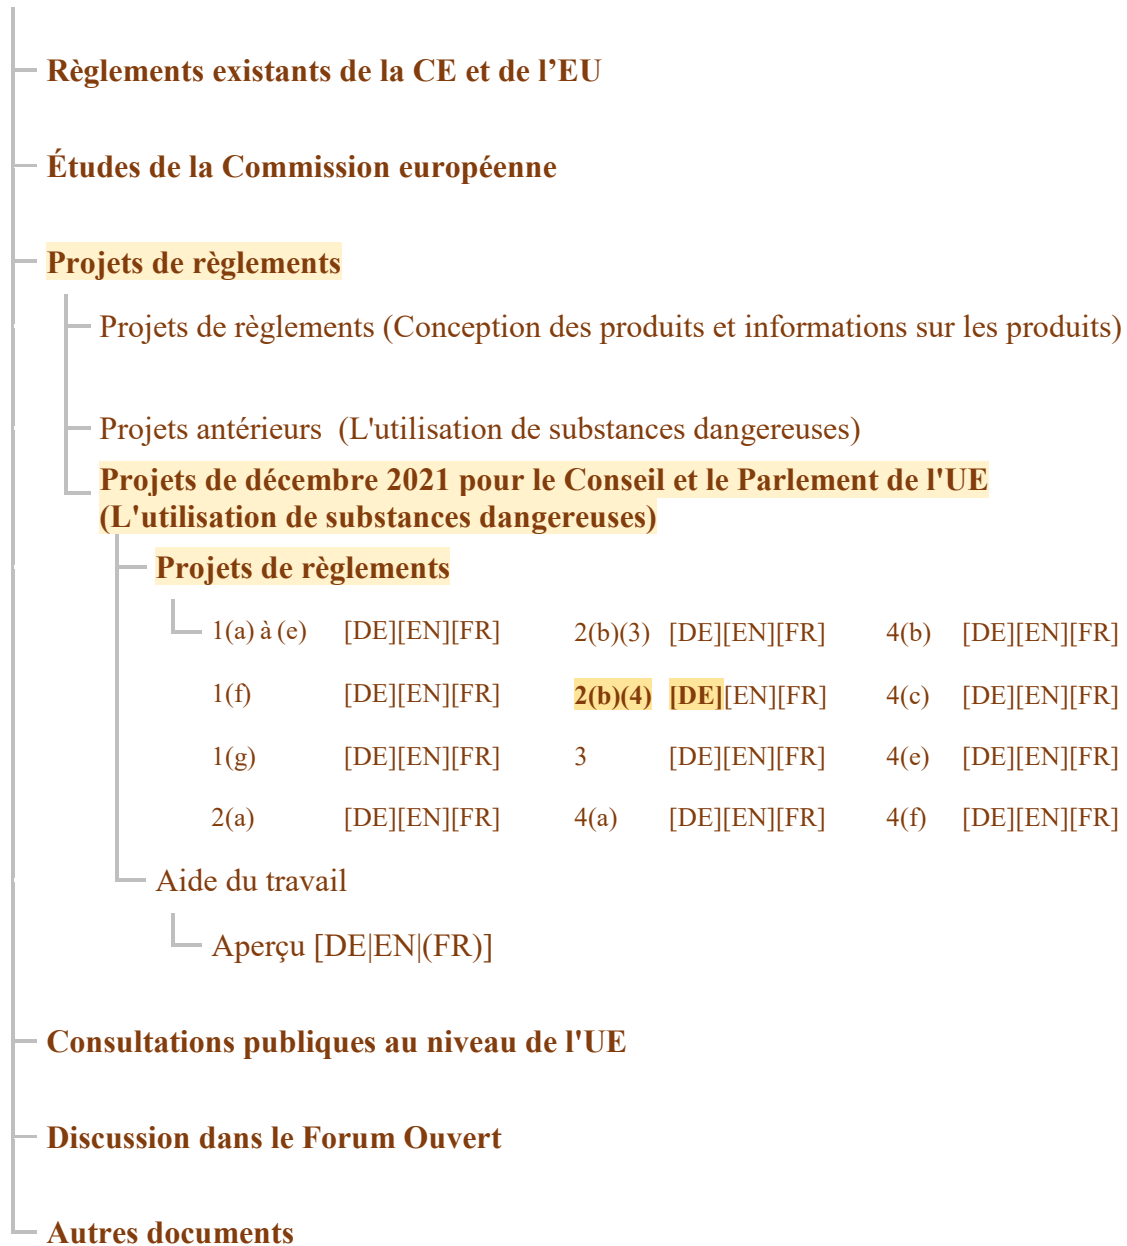 Règlements existants de la CE et de l’EU
Études de la Commission européenne
Projets de règlements
Projets de règlements (Conception des produits et informations sur les produits)
Projets antérieurs  (L'utilisation de substances dangereuses)
Projets de décembre 2021 pour le Conseil et le Parlement de l'UE
(L'utilisation de substances dangereuses)
Projets de règlements
1(a) à (e) [DE][EN][FR] 2(b)(3) [DE][EN][FR] 4(b) [DE][EN][FR]
1(f) [DE][EN][FR] 2(b)(4) [DE][EN][FR] 4(c) [DE][EN][FR]
1(g) [DE][EN][FR] 3 [DE][EN][FR] 4(e) [DE][EN][FR]
2(a) [DE][EN][FR] 4(a) [DE][EN][FR] 4(f) [DE][EN][FR]
Aide du travail
Aperçu [DE|EN|(FR)]
Consultations publiques au niveau de l'UE
Discussion dans le Forum Ouvert
Autres documents